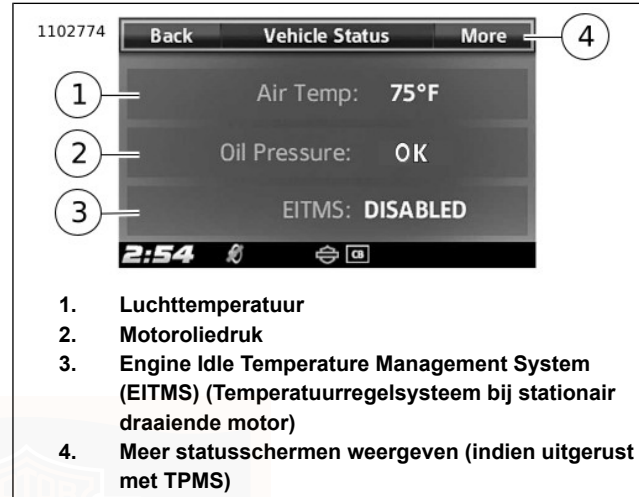 1102774
Back Vehicle Status More
4
1
Air Temp: 75°F
2
Oil Pressure: OK
3
EITMS: DISABLED
2:54 CB
1. Luchttemperatuur
2. Motoroliedruk
3. Engine Idle Temperature Management System
(EITMS) (Temperatuurregelsysteem bij stationair
draaiende motor)
4. Meer statusschermen weergeven (indien uitgerust
met TPMS)